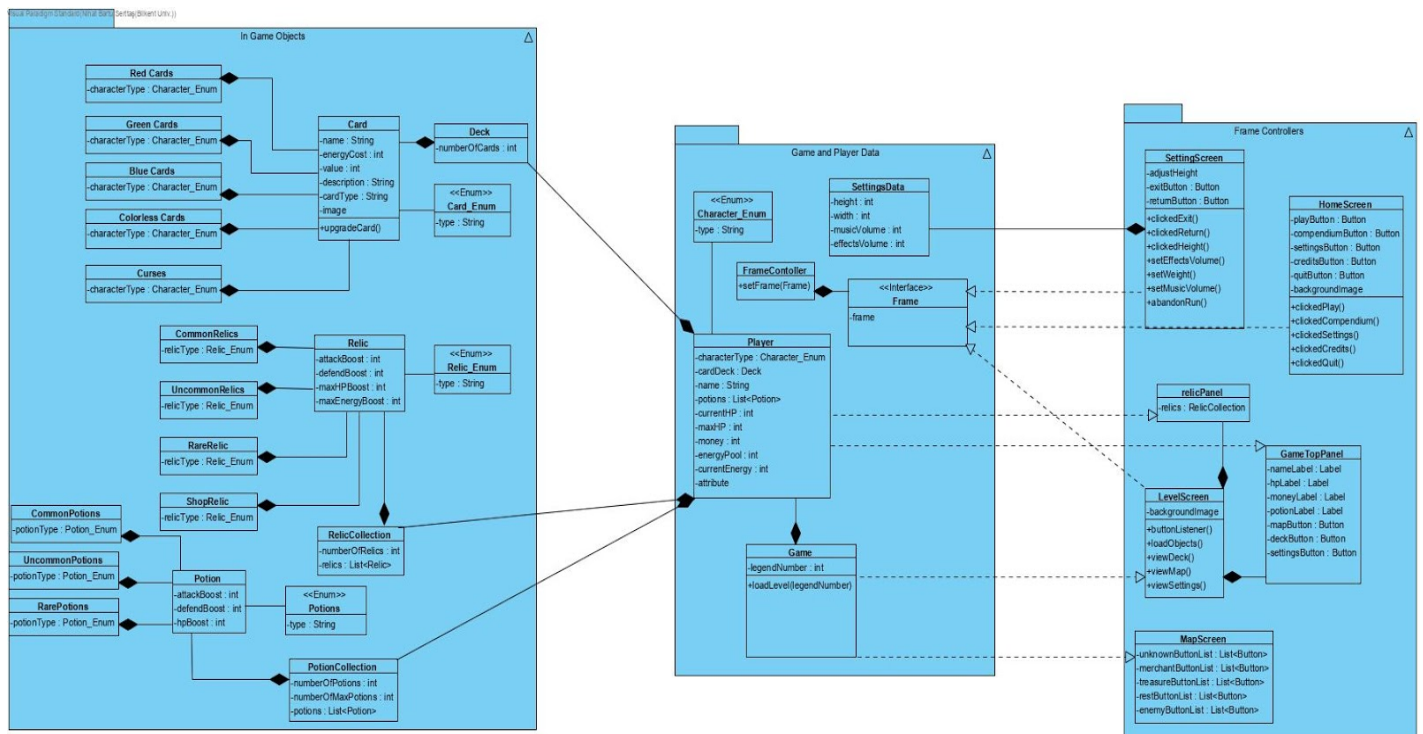 Visual Paradigm Standard(Nihat Bartu Serttaş(Bilkent Univ.))
In Game Objects
Red Cards
-characterType : Character_Enum
Green Cards
-characterType : Character_Enum
Blue Cards
-characterType : Character_Enum
Colorless Cards
-characterType : Character_Enum
Curses
-characterType : Character_Enum
Card
-name : String
-energyCost : int
-value : int
-description : String
-cardType : String
-image
+upgradeCard()
Deck
-numberOfCards : int
<<Enum>>
Card_Enum
-type : String
CommonRelics
-relicType : Relic_Enum
UncommonRelics
-relicType : Relic_Enum
RareRelic
-relicType : Relic_Enum
ShopRelic
-relicType : Relic_Enum
Relic
-attackBoost : int
-defendBoost : int
-maxHPBoost : int
-maxEnergyBoost : int
<<Enum>>
Relic_Enum
-type : String
RelicCollection
-numberOfRelics : int
-relics : List<Relic>
CommonPotions
-potionType : Potion_Enum
UncommonPotions
-potionType : Potion_Enum
RarePotions
-potionType : Potion_Enum
Potion
-attackBoost : int
-defendBoost : int
-hpBoost : int
<<Enum>>
Potions
-type : String
PotionCollection
-numberOfPotions : int
-numberOfMaxPotions : int
-potions : List<Potion>
Game and Player Data
<<Enum>>
Character_Enum
-type : String
SettingsData
-height : int
-width : int
-musicVolume : int
-effectsVolume : int
FrameContoller
+setFrame(Frame)
<<Interface>>
Frame
-frame
Player
-characterType : Character_Enum
-cardDeck : Deck
-name : String
-potions : List<Potion>
-currentHP : int
-maxHP : int
-money : int
-energyPool : int
-currentEnergy : int
-attribute
Game
-legendNumber : int
+loadLevel(legendNumber)
Frame Controllers
SettingScreen
-adjustHeight
-exitButton : Button
-returnButton : Button
+clickedExit()
+clickedReturn()
+clickedHeight()
+setEffectsVolume()
+setWeight()
+setMusicVolume()
+abandonRun()
HomeScreen
-playButton : Button
-compendiumButton : Button
-settingsButton : Button
-creditsButton : Button
-quitButton : Button
-backgroundImage
+clickedPlay()
+clickedCompendium()
+clickedSettings()
+clickedCredits()
+clickedQuit()
relicPanel
-relics : RelicCollection
GameTopPanel
-nameLabel : Label
-hpLabel : Label
-moneyLabel : Label
-potionLabel : Label
-mapButton : Button
-deckButton : Button
-settingsButton : Button
LevelScreen
-backgroundImage
+buttonListener()
+loadObjects()
+viewDeck()
+viewMap()
+viewSettings()
MapScreen
-unknownButtonList : List<Button>
-merchantButtonList : List<Button>
-treasureButtonList : List<Button>
-restButtonList : List<Button>
-enemyButtonList : List<Button>